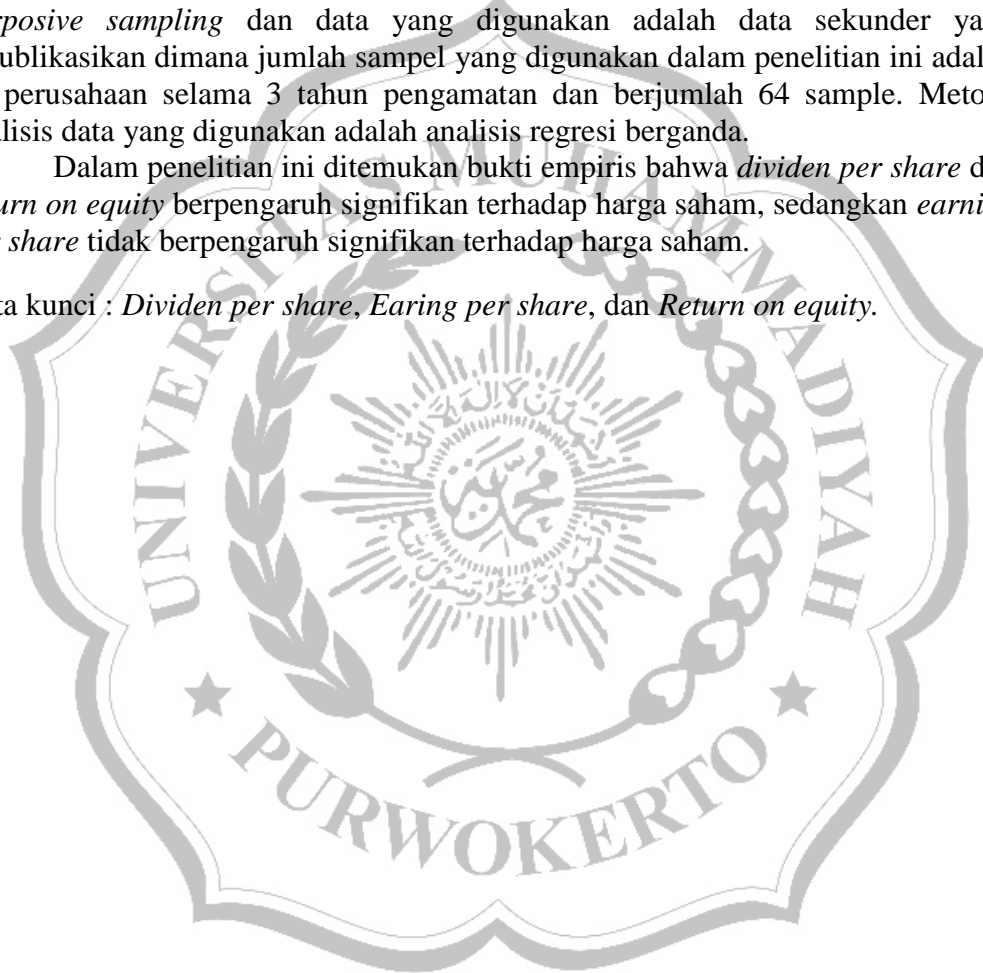 rposive sampling dan data yang digunakan adalah data sekunder ya
ublikasikan dimana jumlah sampel yang digunakan dalam penelitian ini adal
perusahaan selama 3 tahun pengamatan dan berjumlah 64 sample. Meto
alisis data yang digunakan adalah analisis regresi berganda.
Dalam penelitian ini ditemukan bukti empiris bahwa dividen per share d
urn on equity berpengaruh signifikan terhadap harga saham, sedangkan earni
share tidak berpengaruh signifikan terhadap harga saham.
ta kunci : Dividen per share, Earing per share, dan Return on equity.
UNIVERSITAS MUHAMMADIYAH
PURWOKERTO